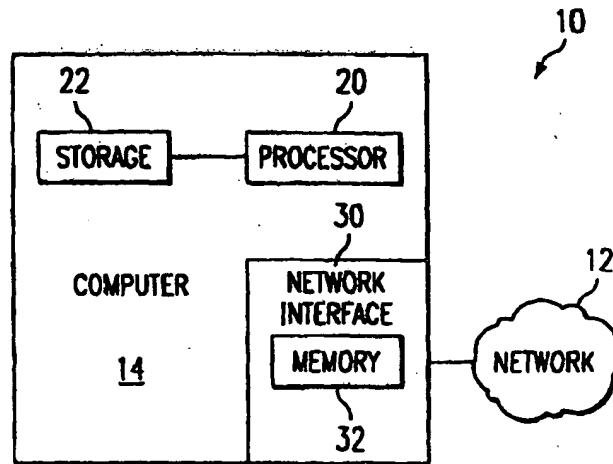 10
22
20
STORAGE
PROCESSOR
30
12
COMPUTER
NETWORK
INTERFACE
MEMORY
NETWORK
14
32